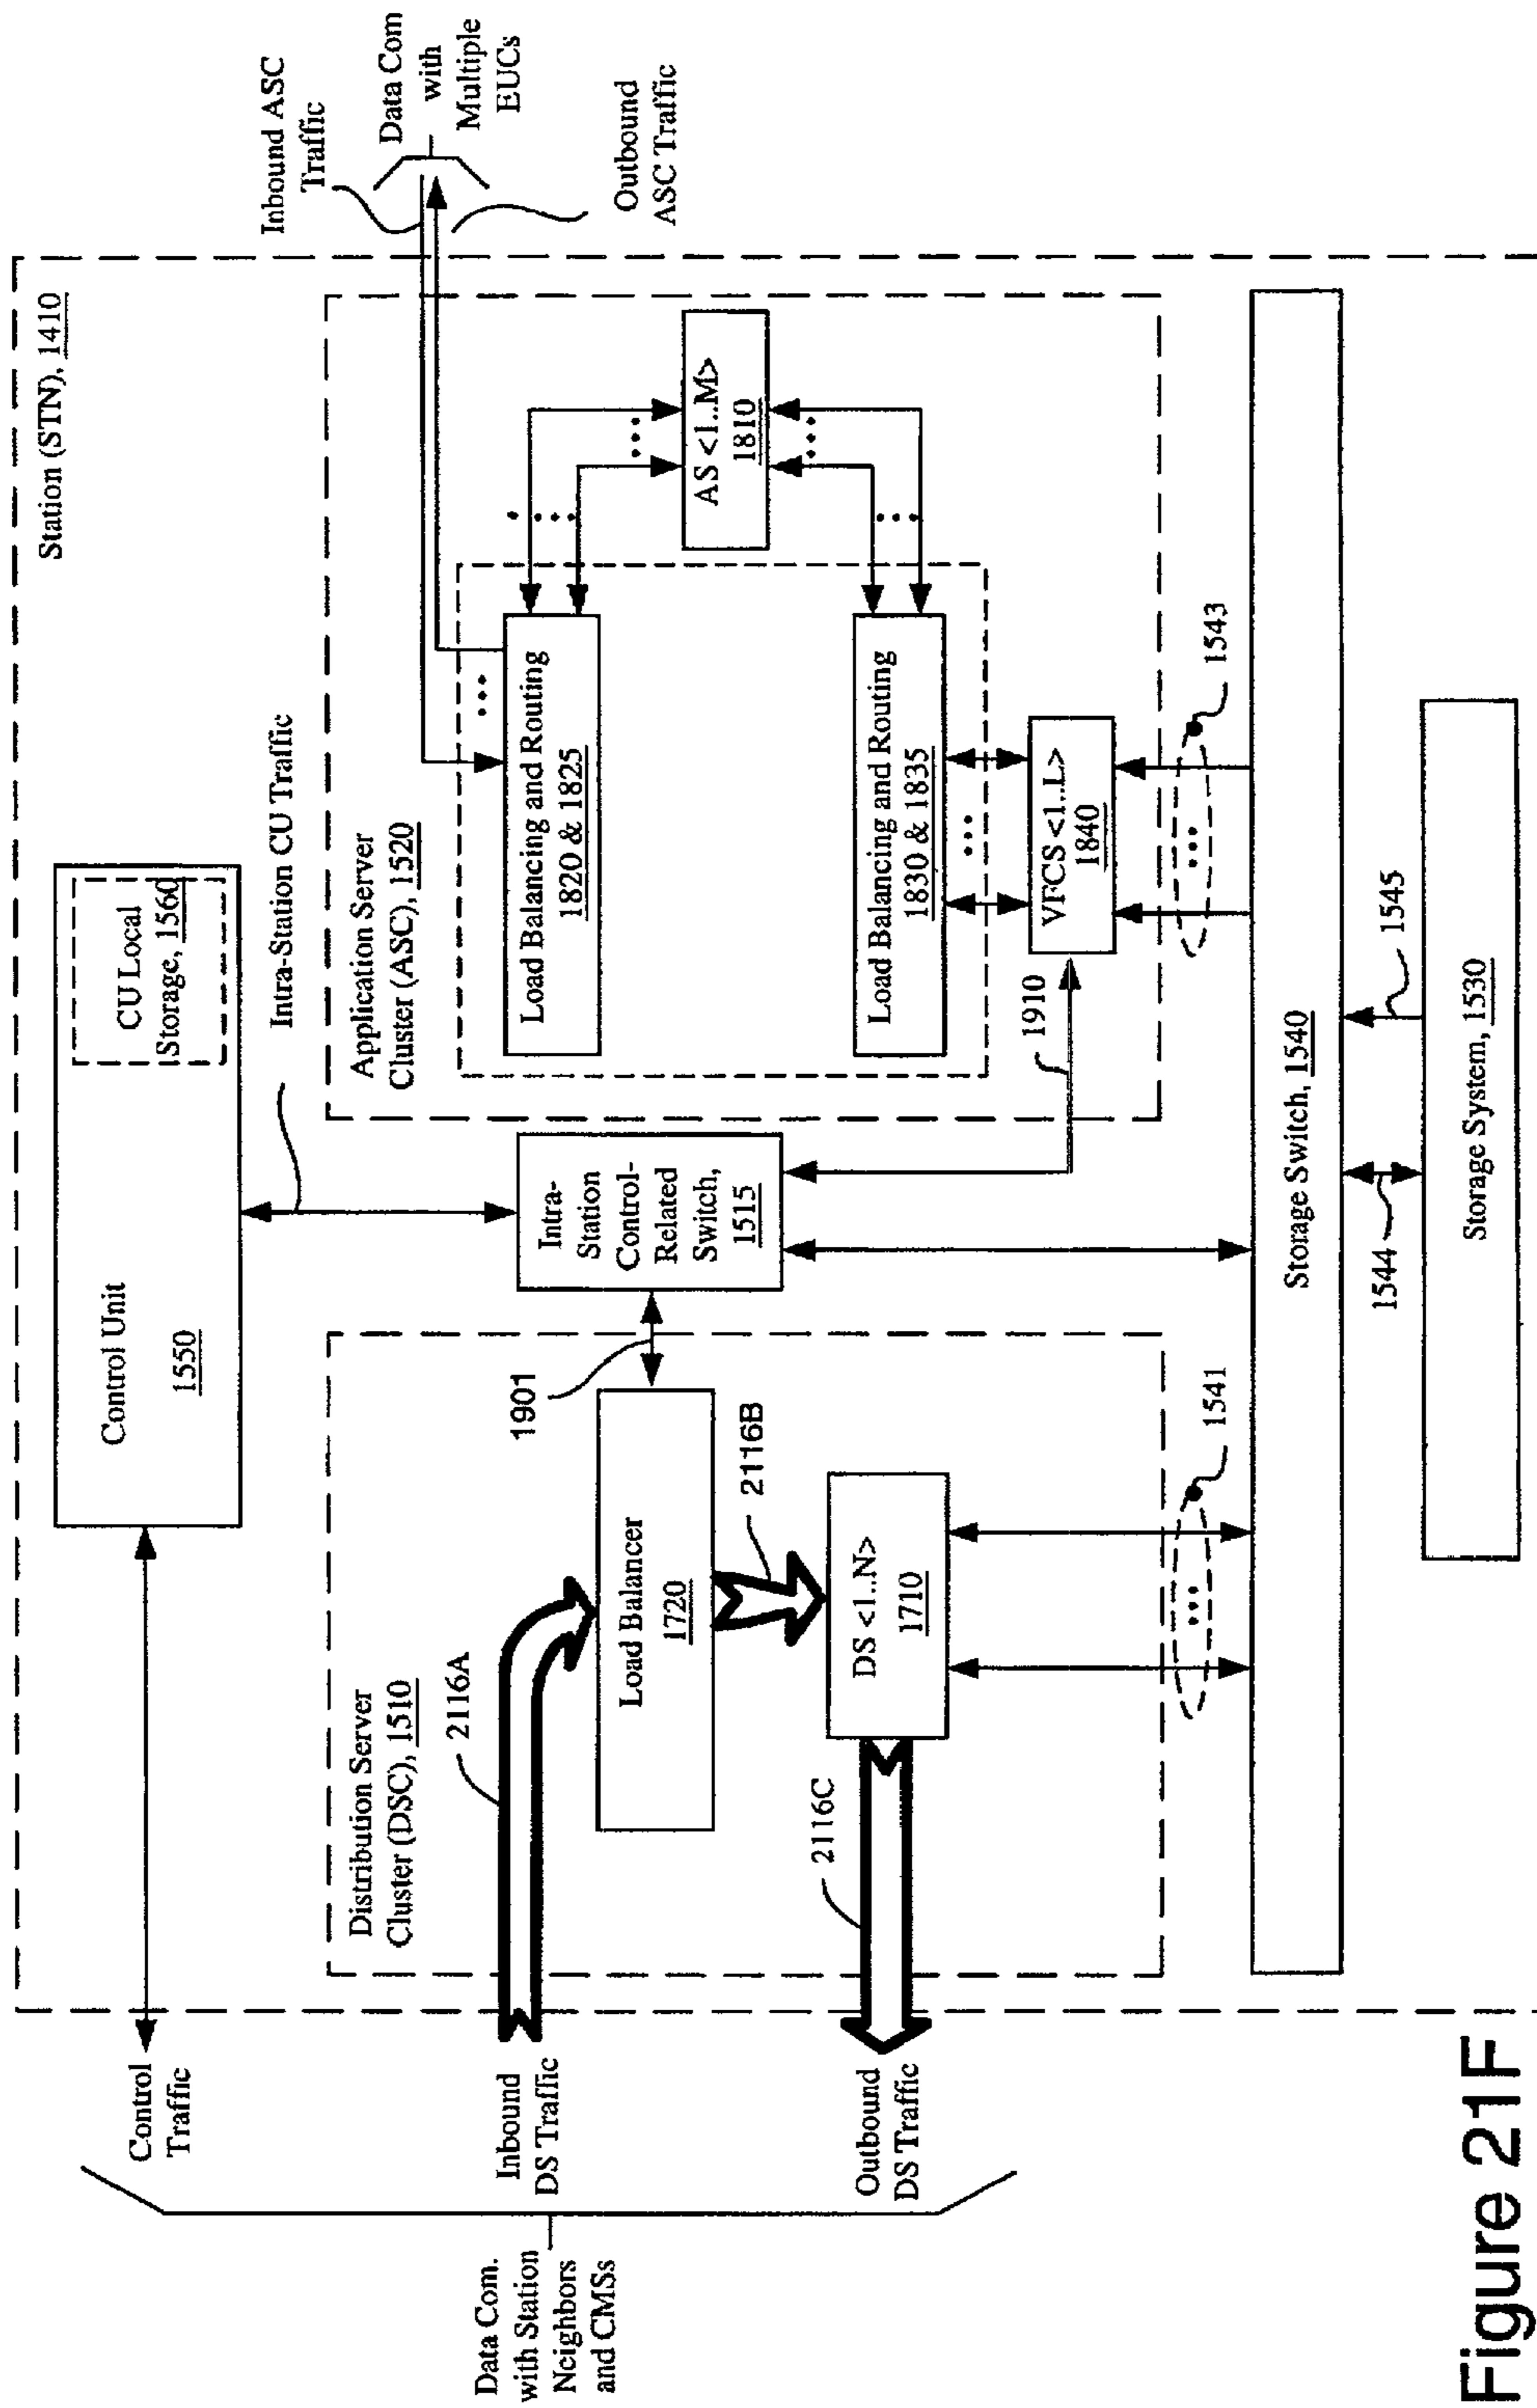 Station (STN), 1410
Control
Traffic
Control Unit
1550
CU Local
Storage, 1560
Intra-Station CU Traffic
Inbound ASC
Traffic
Data Com
with
Multiple
EUCs
Outbound
ASC Traffic
Data Com.
with Station
Neighbors
and CMSs
Inbound
DS Traffic
Outbound
DS Traffic
Distribution Server
Cluster (DSC), 1510
2116A
Load Balancer
1720
1901
2116B
DS <1..N>
1710
2116C
1541
...
Intra-
Station
Control-
Related
Switch,
1515
Application Server
Cluster (ASC), 1520
...
Load Balancing and Routing
1820 & 1825
...
...
AS <1..M>
1810
...
...
Load Balancing and Routing
1830 & 1835
...
VFCS <1..L>
1840
1910
1543
...
Storage Switch, 1540
1544
1545
Storage System, 1530
Figure 21F